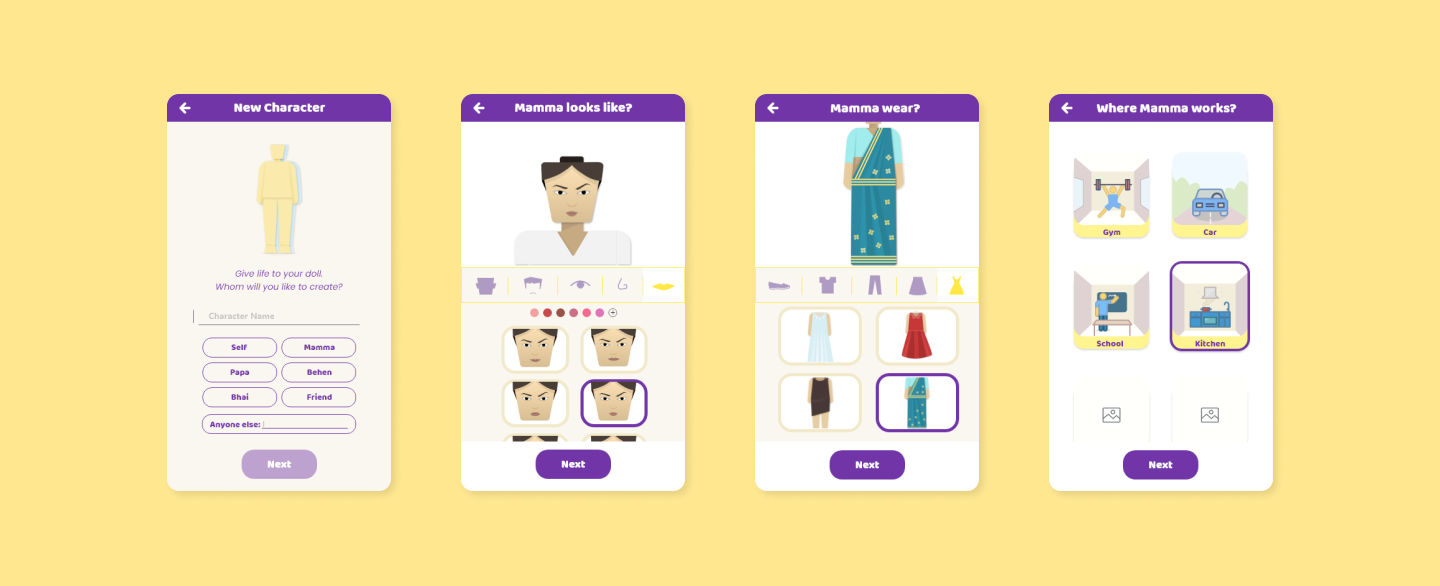 New Character
Give life to your doll.
Whom will you like to create?
Character Name
Self
Mamma
Papa
Behen
Bhai
Friend
Anyone else:
Next
Mamma looks like?
Next
Mamma wear?
Next
Where Mamma works?
Gym
Car
School
Kitchen
Next